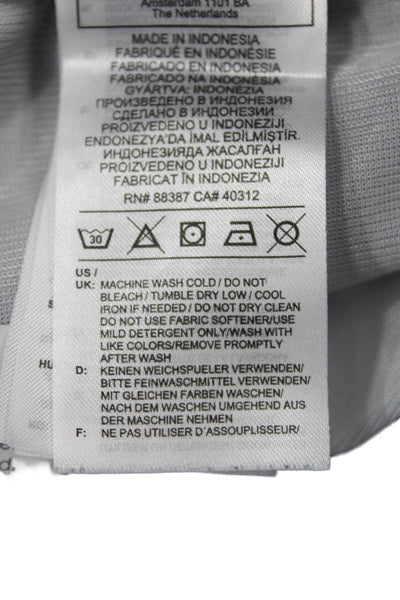 Amsterdam 1101 BA
The Netherlands
MADE IN INDONESIA
FABRIQUÉ EN INDONÉSIE
FABRICADO EN INDONESIA
FABRICADO NA INDONÉSIA
GYÁRTVA: INDONÉZIA
ПРОИЗВЕДЕНО В ИНДОНЕЗИЯ
СДЕЛАНО В ИНДОНЕЗИИ
PROIZVEDENO U INDONEZIJI
ENDONEZYA'DA İMAL EDİLMİŞTİR.
ИНДОНЕЗИЯДА ЖАСАЛҒАН
PROIZVEDENO U INDONEZIJI
FABRICAT ÎN INDONEZIA
RN# 88387 CA# 40312
30
US /
UK: MACHINE WASH COLD / DO NOT
BLEACH / TUMBLE DRY LOW / COOL
IRON IF NEEDED / DO NOT DRY CLEAN
DO NOT USE FABRIC SOFTENER/USE
MILD DETERGENT ONLY/WASH WITH
LIKE COLORS/REMOVE PROMPTLY
AFTER WASH
D: KEINEN WEICHSPUELER VERWENDEN/
BITTE FEINWASCHMITTEL VERWENDEN/
MIT GLEICHEN FARBEN WASCHEN/
NACH DEM WASCHEN UMGEHEND AUS
DER MASCHINE NEHMEN
F: NE PAS UTILISER D´ASSOUPLISSEUR/
HU
d.